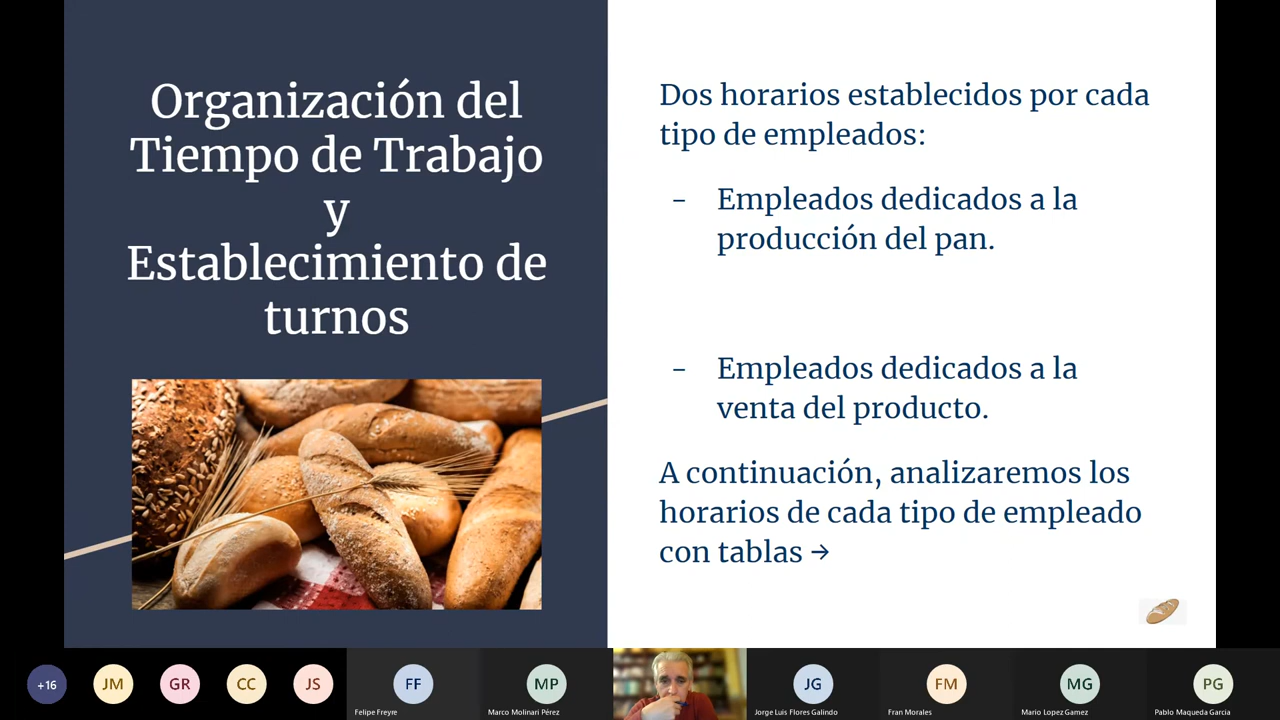 Organización del
Tiempo de Trabajo
y
Establecimiento de
turnos
Dos horarios establecidos por cada
tipo de empleados:
- Empleados dedicados a la
producción del pan.
- Empleados dedicados a la
venta del producto.
A continuación, analizaremos los
horarios de cada tipo de empleado
con tablas →
+16
JM
GR
CC
JS
FF
MP
JG
FM
MG
PG
Felipe Freyre
Marco Molinari Pérez
Jorge Luis Flores Galindo
Fran Morales
Mario Lopez Gamez
Pablo Maqueda García